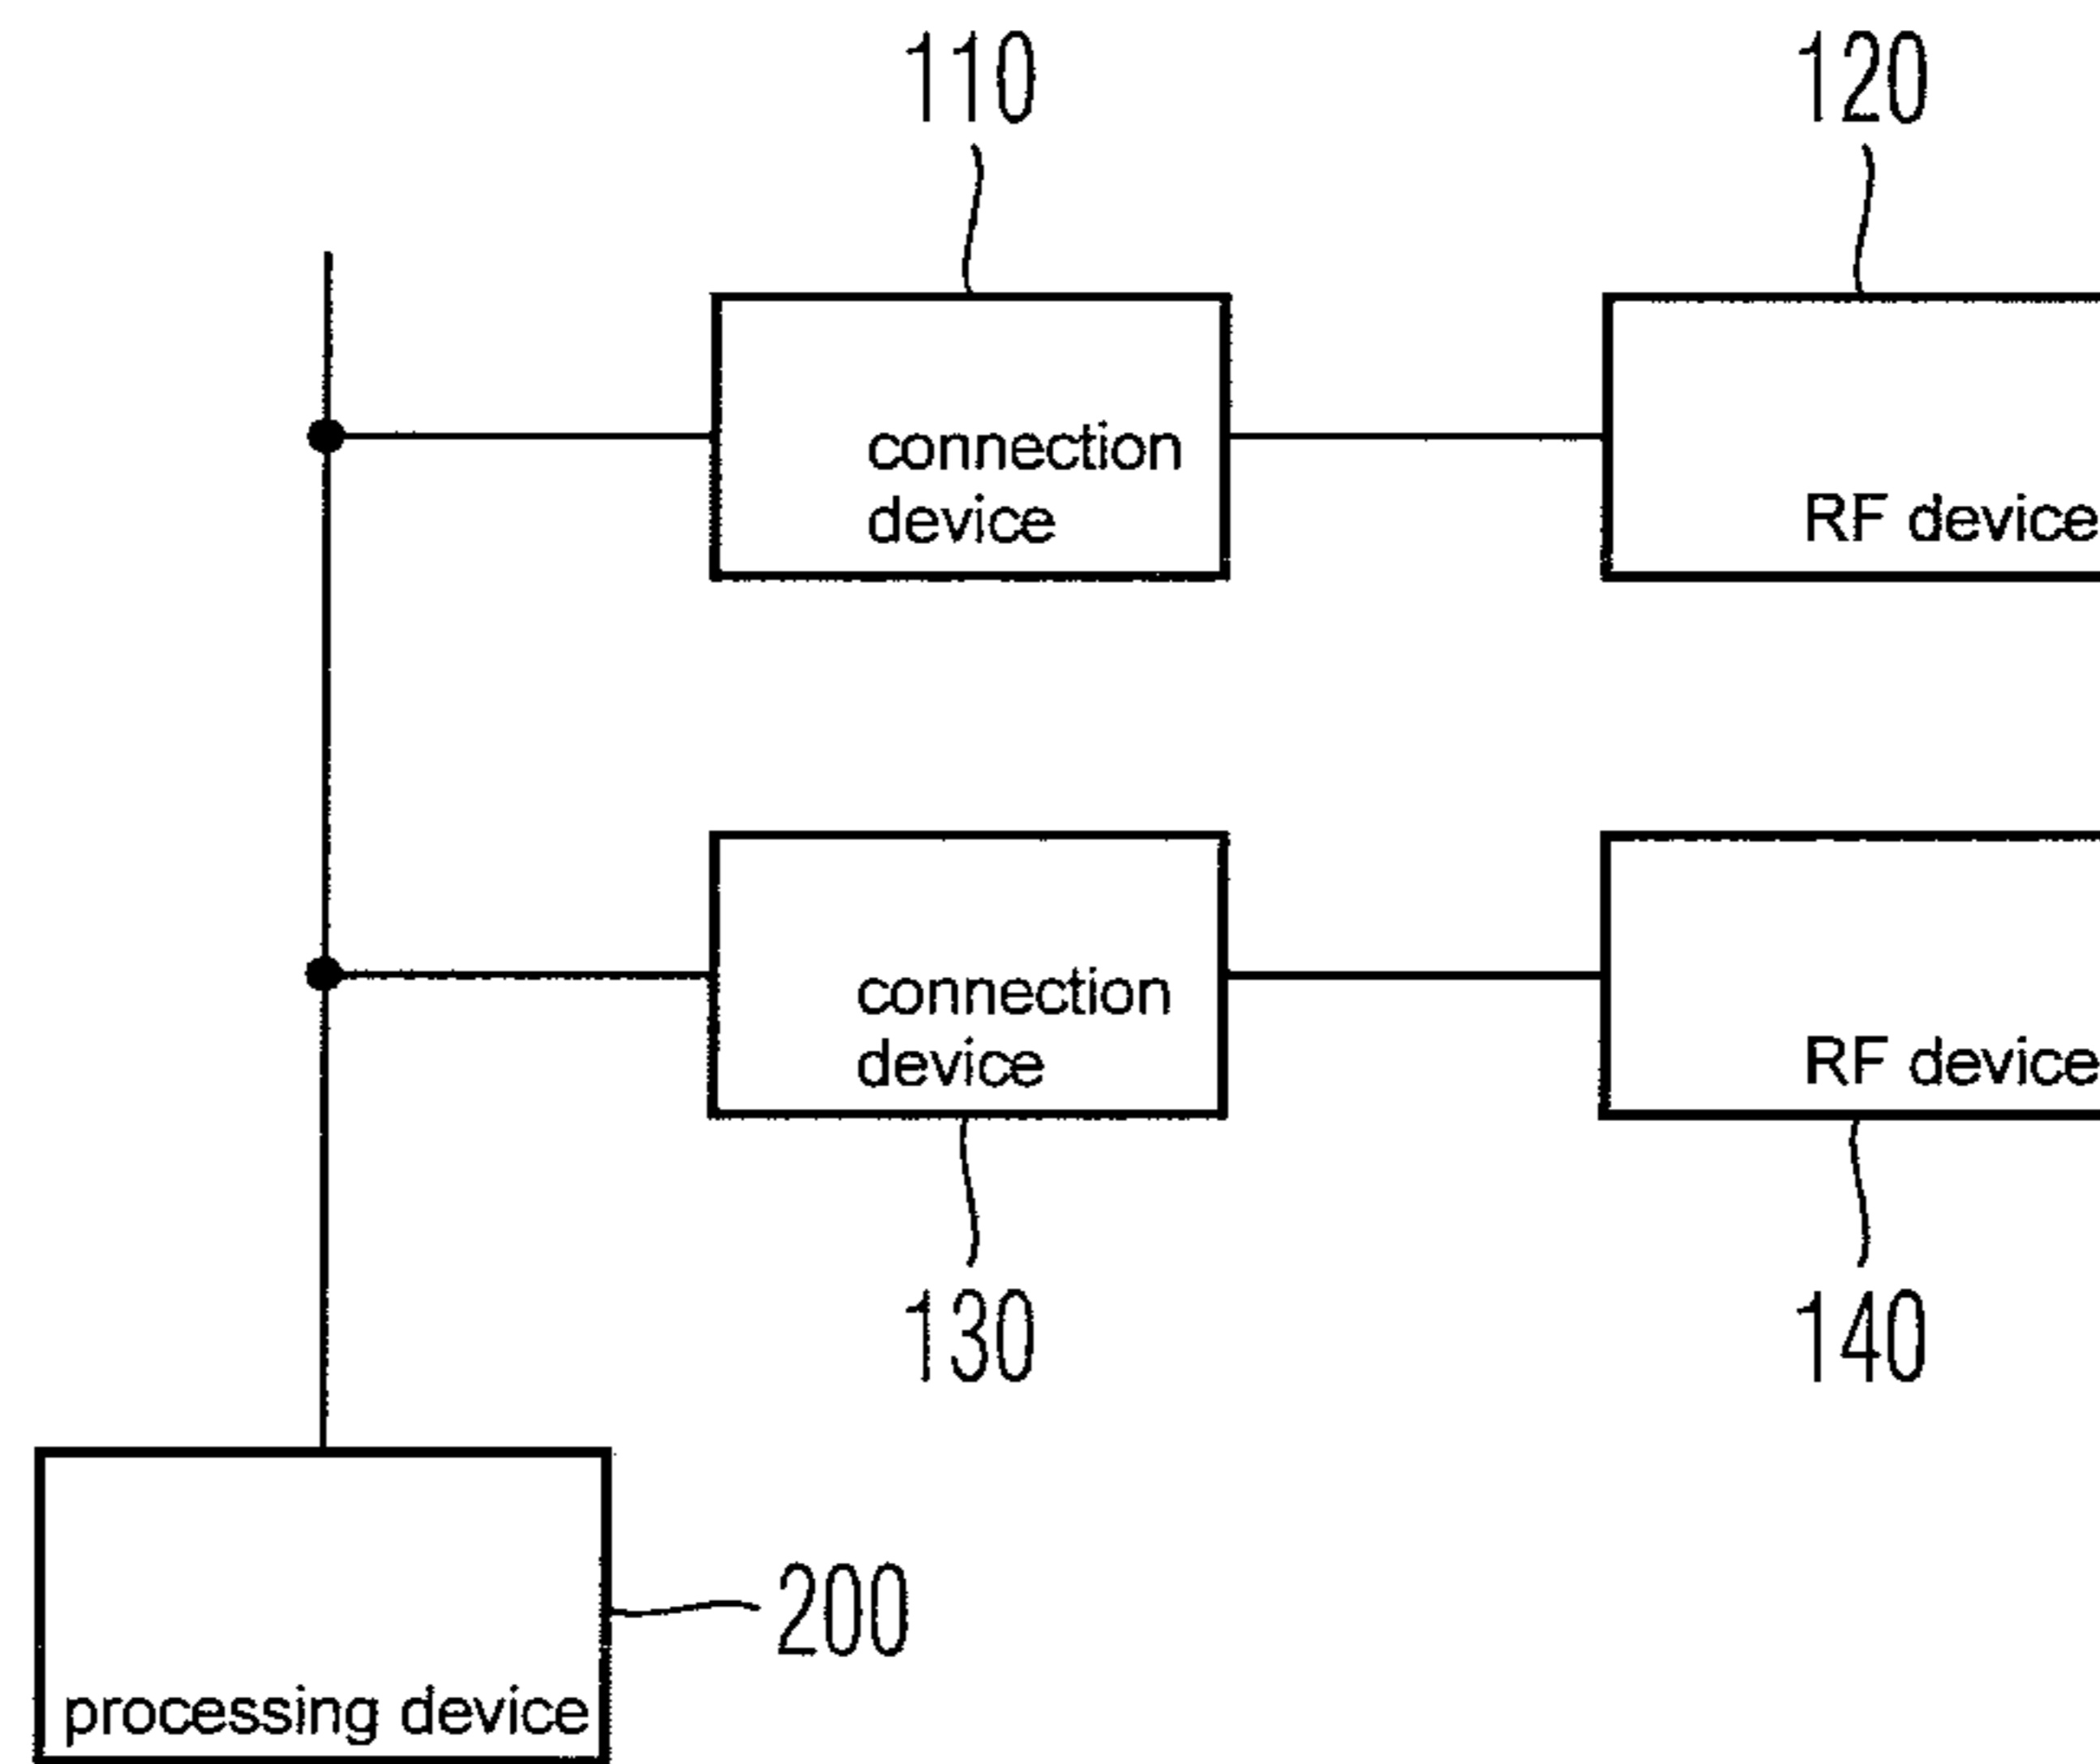 110
120
connection
device
RF device
connection
device
RF device
130
140
200
processing device